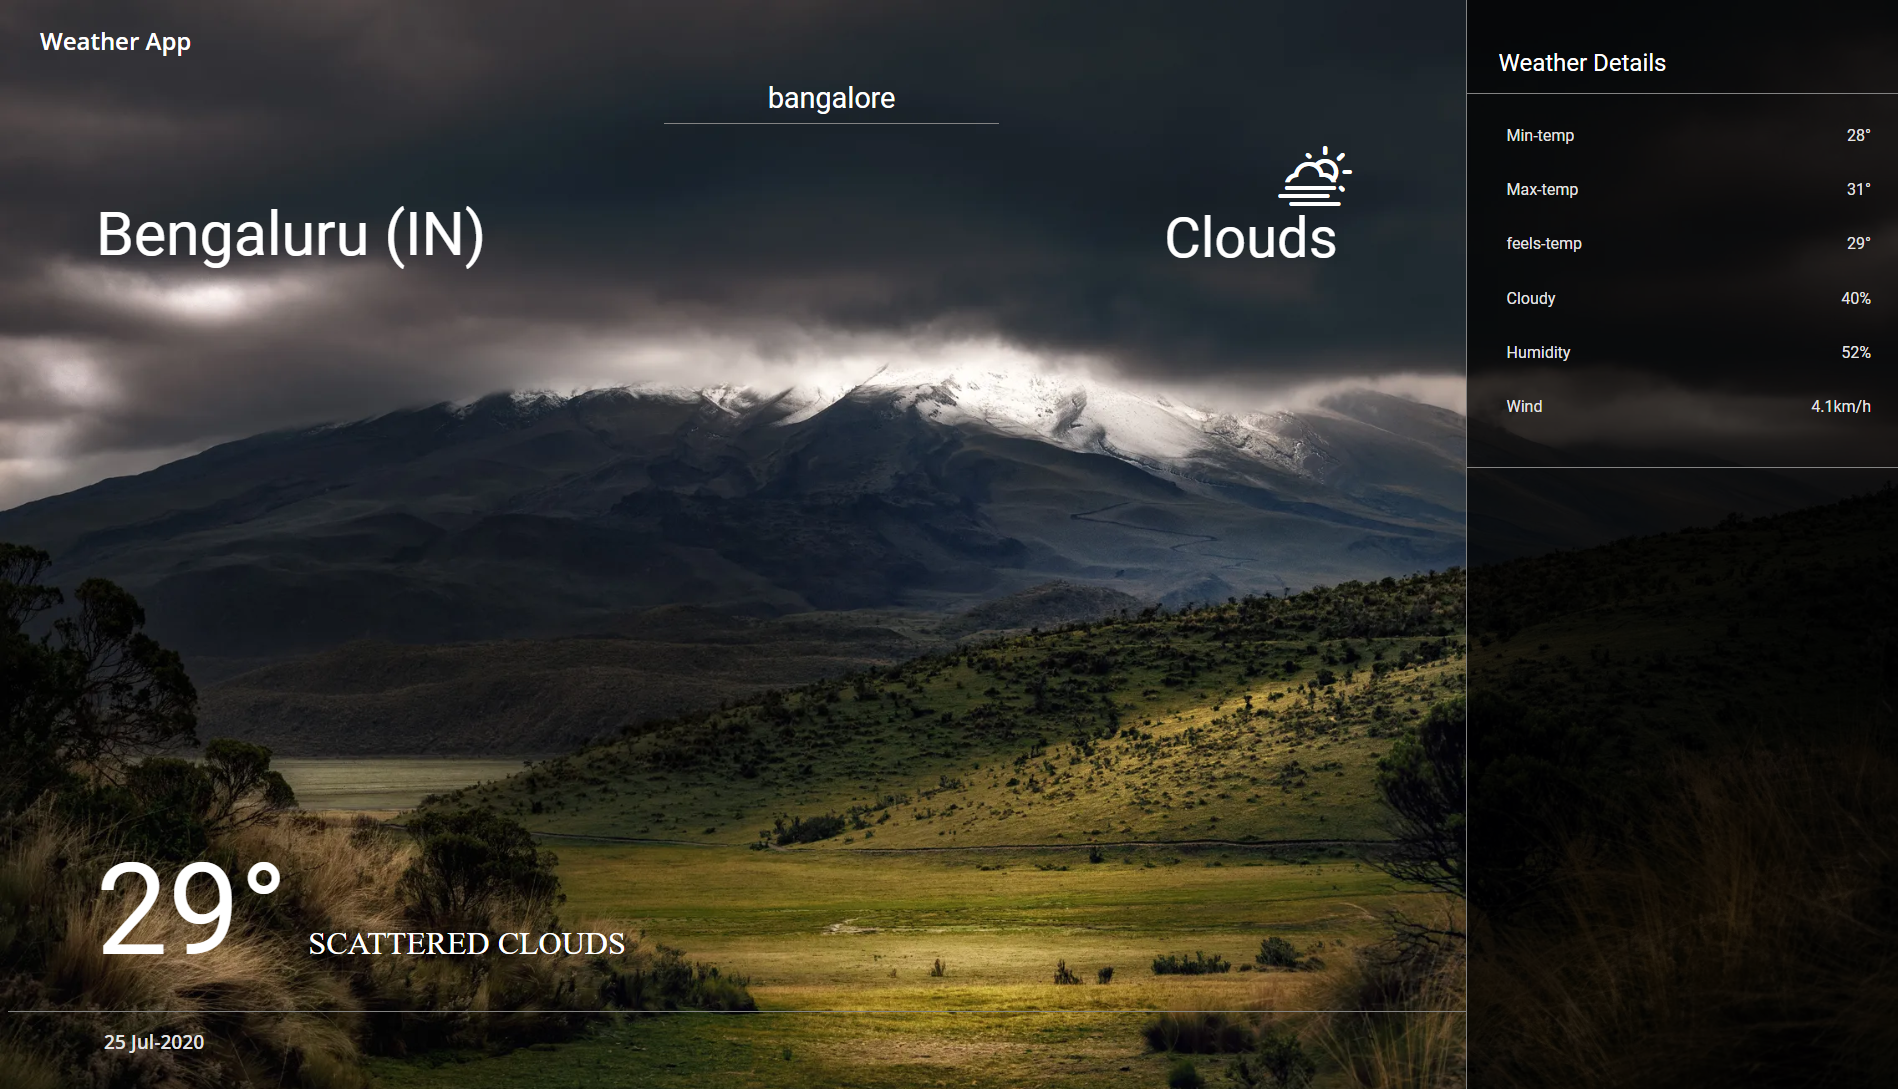 Weather App
bangalore
Bengaluru (IN)
Clouds
29°
SCATTERED CLOUDS
25 Jul-2020
Weather Details
Min-temp 28°
Max-temp 31°
feels-temp 29°
Cloudy 40%
Humidity 52%
Wind 4.1km/h